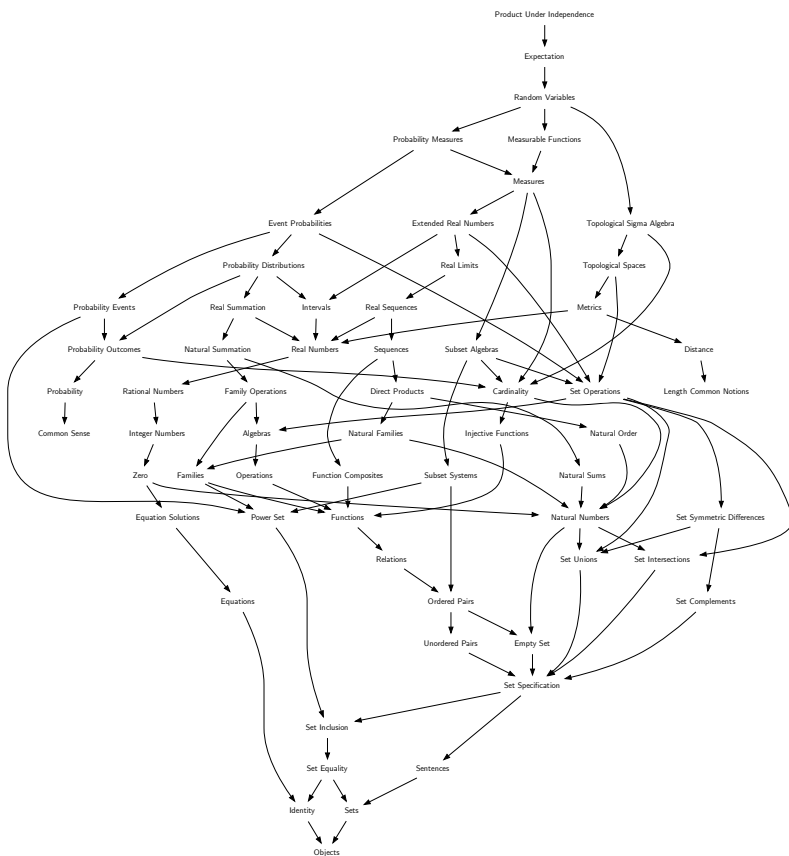 Product Under Independence
Expectation
Random Variables
Probability Measures Measurable Functions
Measures
Event Probabilities Extended Real Numbers Topological Sigma Algebra
Probability Distributions Real Limits Topological Spaces
Probability Events Real Summation Intervals Real Sequences Metrics
Probability Outcomes Natural Summation Real Numbers Sequences Subset Algebras Distance
Probability Rational Numbers Family Operations Direct Products Cardinality Set Operations Length Common Notions
Common Sense Integer Numbers Algebras Natural Families Injective Functions Natural Order
Zero Families Operations Function Composites Subset Systems Natural Sums
Equation Solutions Power Set Functions Natural Numbers Set Symmetric Differences
Relations Set Unions Set Intersections
Equations Ordered Pairs Set Complements
Unordered Pairs Empty Set
Set Specification
Set Inclusion
Set Equality Sentences
Identity Sets
Objects